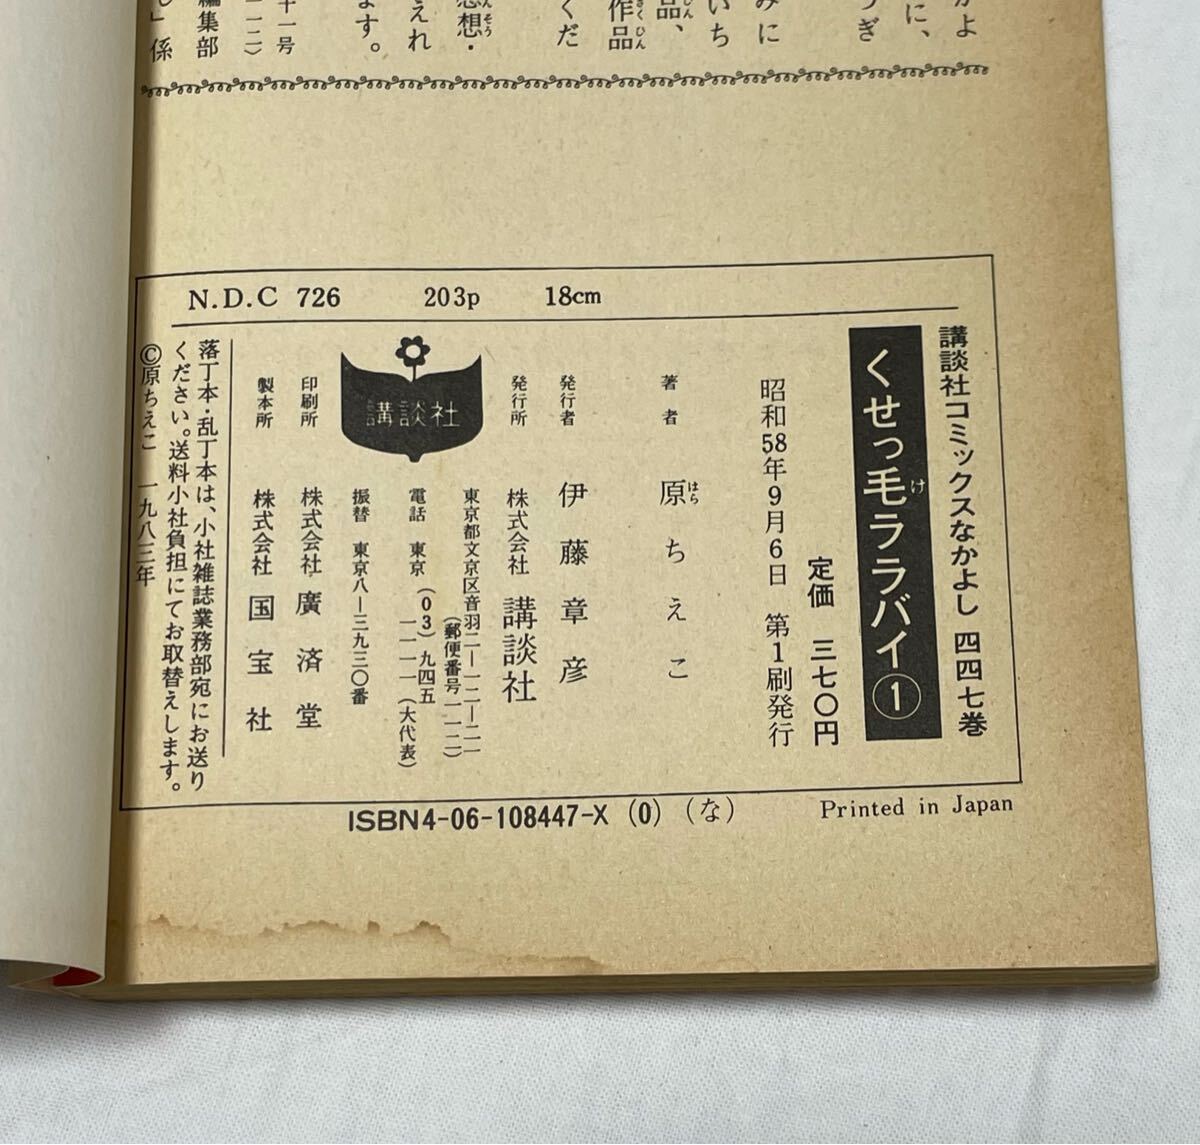 N.D.C 726 203p 18cm
講談社コミックスなかよし 四四七巻
くせっ毛ララバイ①
け
定価 三七〇円
昭和58年9月6日 第1刷発行
著者 原ちえこ
はら
発行者 伊藤章彦
発行所 株式会社 講談社
東京都文京区音羽二―一二―二一
(郵便番号一一二)
電話 東京(03)九四五
一一一一(大代表)
振替 東京八―三九三〇番
講談社
印刷所 株式会社 廣済堂
製本所 株式会社 国宝社
落丁本・乱丁本は、小社雑誌業務部宛にお送り
ください。送料小社負担にてお取替えします。
©原ちえこ 一九八三年
ISBN4-06-108447-X (0) (な)
Printed in Japan